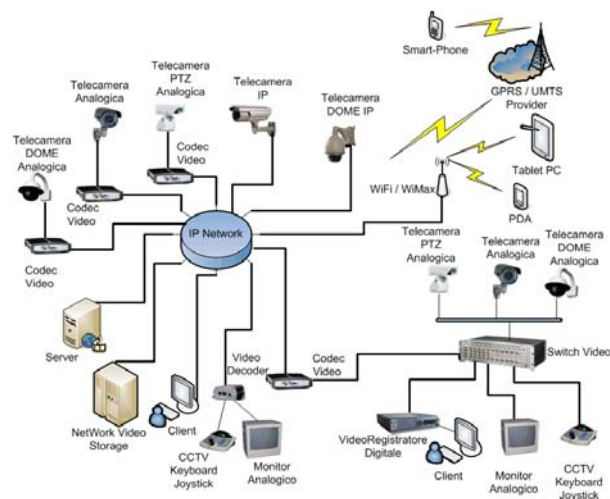 Smart-Phone
GPRS / UMTS
Provider
Telecamera
Analogica
Telecamera
PTZ
Analogica
Telecamera
IP
Telecamera
DOME IP
Telecamera
DOME
Analogica
Codec
Video
Codec
Video
Codec
Video
WiFi / WiMax
Tablet PC
PDA
IP Network
Telecamera
PTZ
Analogica
Telecamera
Analogica
Telecamera
DOME
Analogica
Server
Video
Decoder
Codec
Video
Switch Video
NetWork Video
Storage
Client
CCTV
Keyboard
Joystick
Monitor
Analogico
VideoRegistratore
Digitale
Client
Monitor
Analogico
CCTV
Keyboard
Joystick